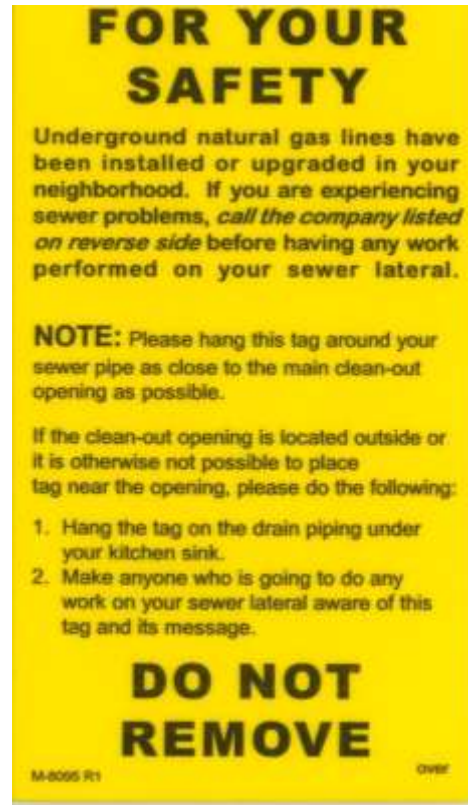 FOR YOUR
SAFETY
Underground natural gas lines have
been installed or upgraded in your
neighborhood. If you are experiencing
sewer problems, call the company listed
on reverse side before having any work
performed on your sewer lateral.
NOTE: Please hang this tag around your
sewer pipe as close to the main clean-out
opening as possible.
If the clean-out opening is located outside or
it is otherwise not possible to place
tag near the opening, please do the following:
1. Hang the tag on the drain piping under
your kitchen sink.
2. Make anyone who is going to do any
work on your sewer lateral aware of this
tag and its message.
DO NOT
REMOVE
M-8095 R1
over